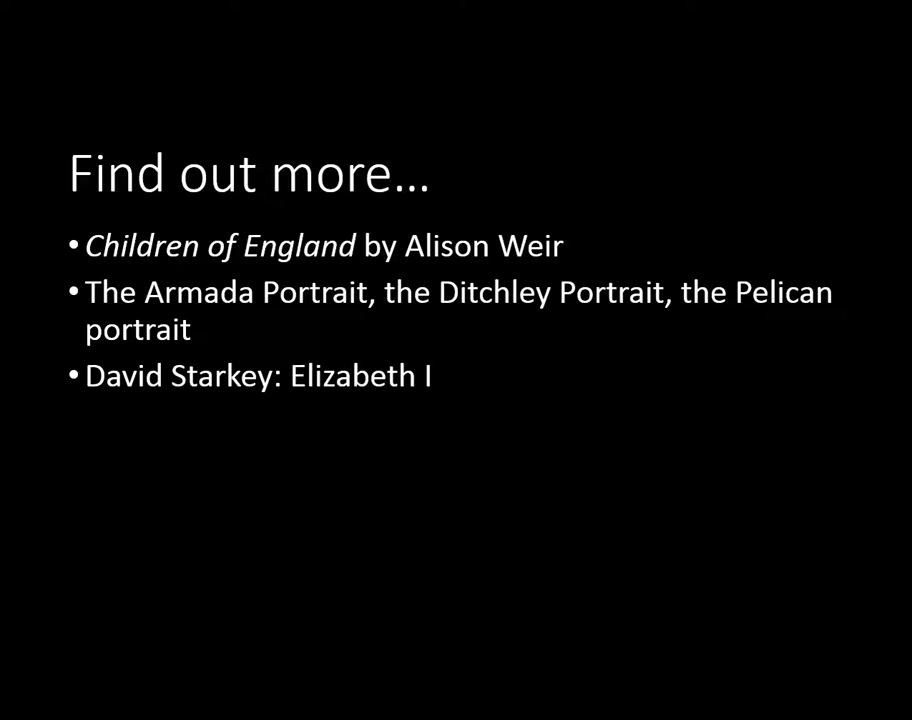 Find out more…
• Children of England by Alison Weir
• The Armada Portrait, the Ditchley Portrait, the Pelican
portrait
• David Starkey: Elizabeth I